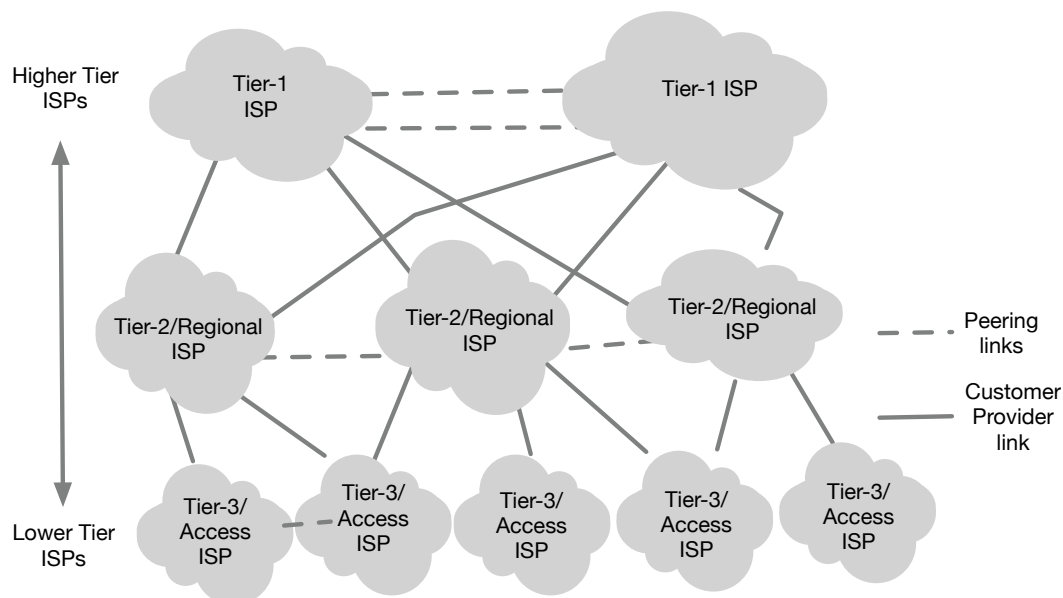 Higher Tier
ISPs
Tier-1
ISP
Tier-1 ISP
Tier-2/Regional
ISP
Tier-2/Regional
ISP
Tier-2/Regional
ISP
Peering
links
Customer
Provider
link
Lower Tier
ISPs
Tier-3/
Access
ISP
Tier-3/
Access
ISP
Tier-3/
Access
ISP
Tier-3/
Access
ISP
Tier-3/
Access
ISP